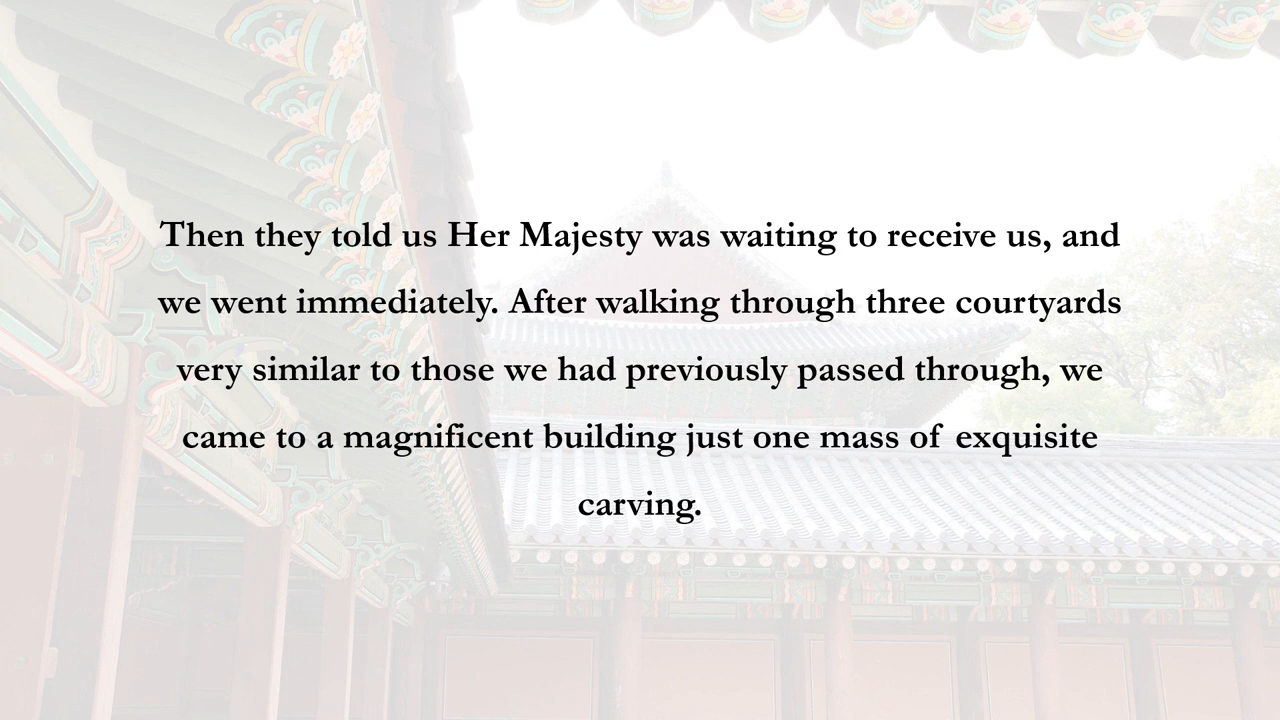 Then they told us Her Majesty was waiting to receive us, and
we went immediately. After walking through three courtyards
very similar to those we had previously passed through, we
came to a magnificent building just one mass of exquisite
carving.